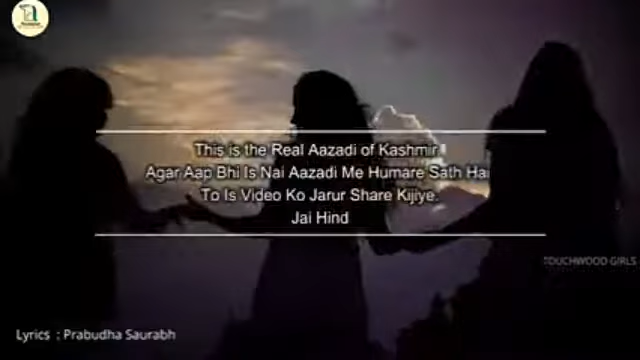 This is the Real Aazadi of Kashmir
Agar Aap Bhi Is Nai Aazadi Me Humare Sath Hai
To Is Video Ko Jarur Share Kijiye.
Jai Hind
TOUCHWOOD GIRLS
Lyrics : Prabudha Saurabh